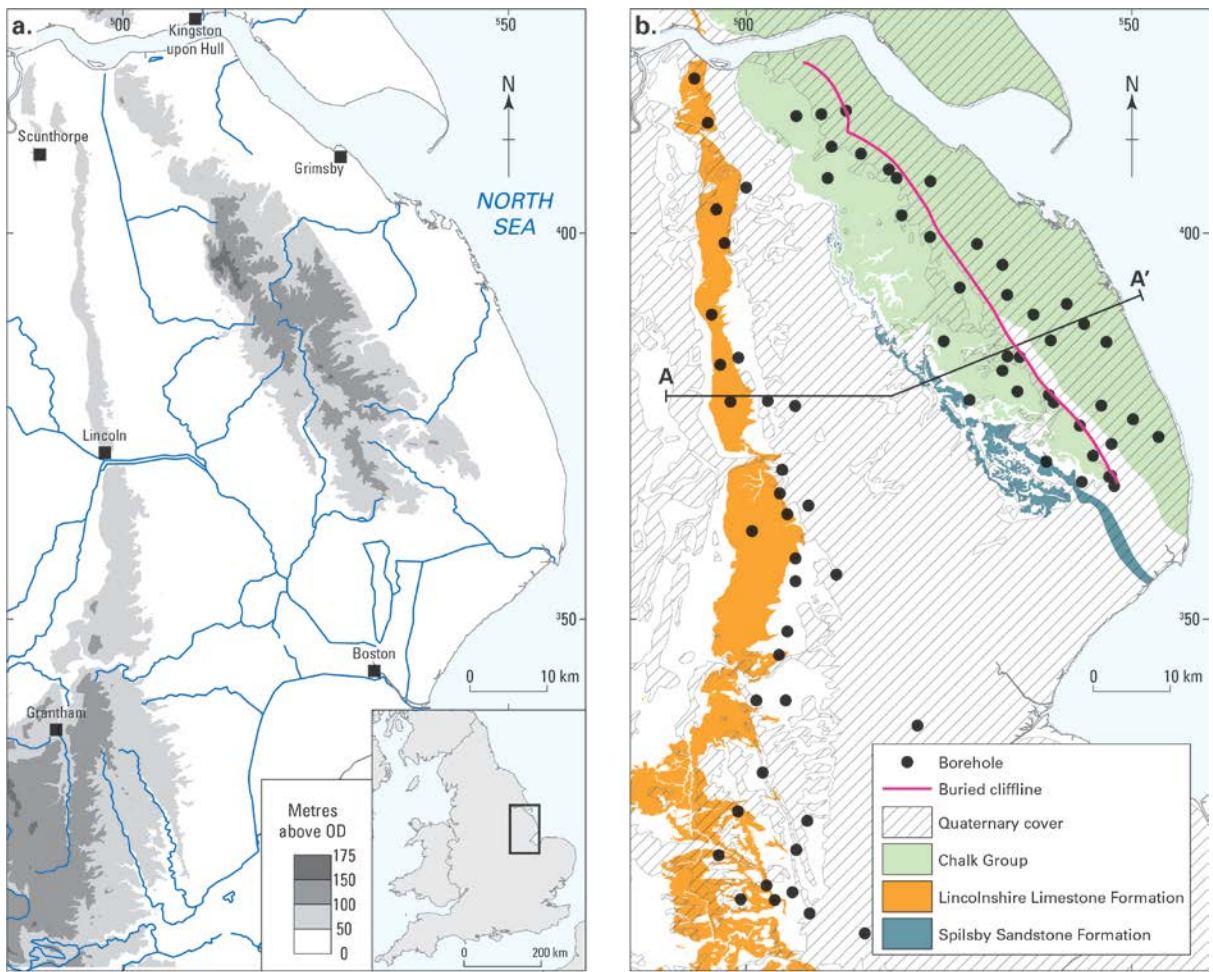 a.
⁵00
⁵50
Kingston
upon Hull
N
Scunthorpe
Grimsby
NORTH
SEA
⁴00
Lincoln
³50
Boston
0 10 km
Grantham
Metres
above OD
175
150
100
50
0
0 200 km
b.
⁵00
⁵50
N
⁴00
A'
A
³50
0 10 km
Borehole
Buried cliffline
Quaternary cover
Chalk Group
Lincolnshire Limestone Formation
Spilsby Sandstone Formation